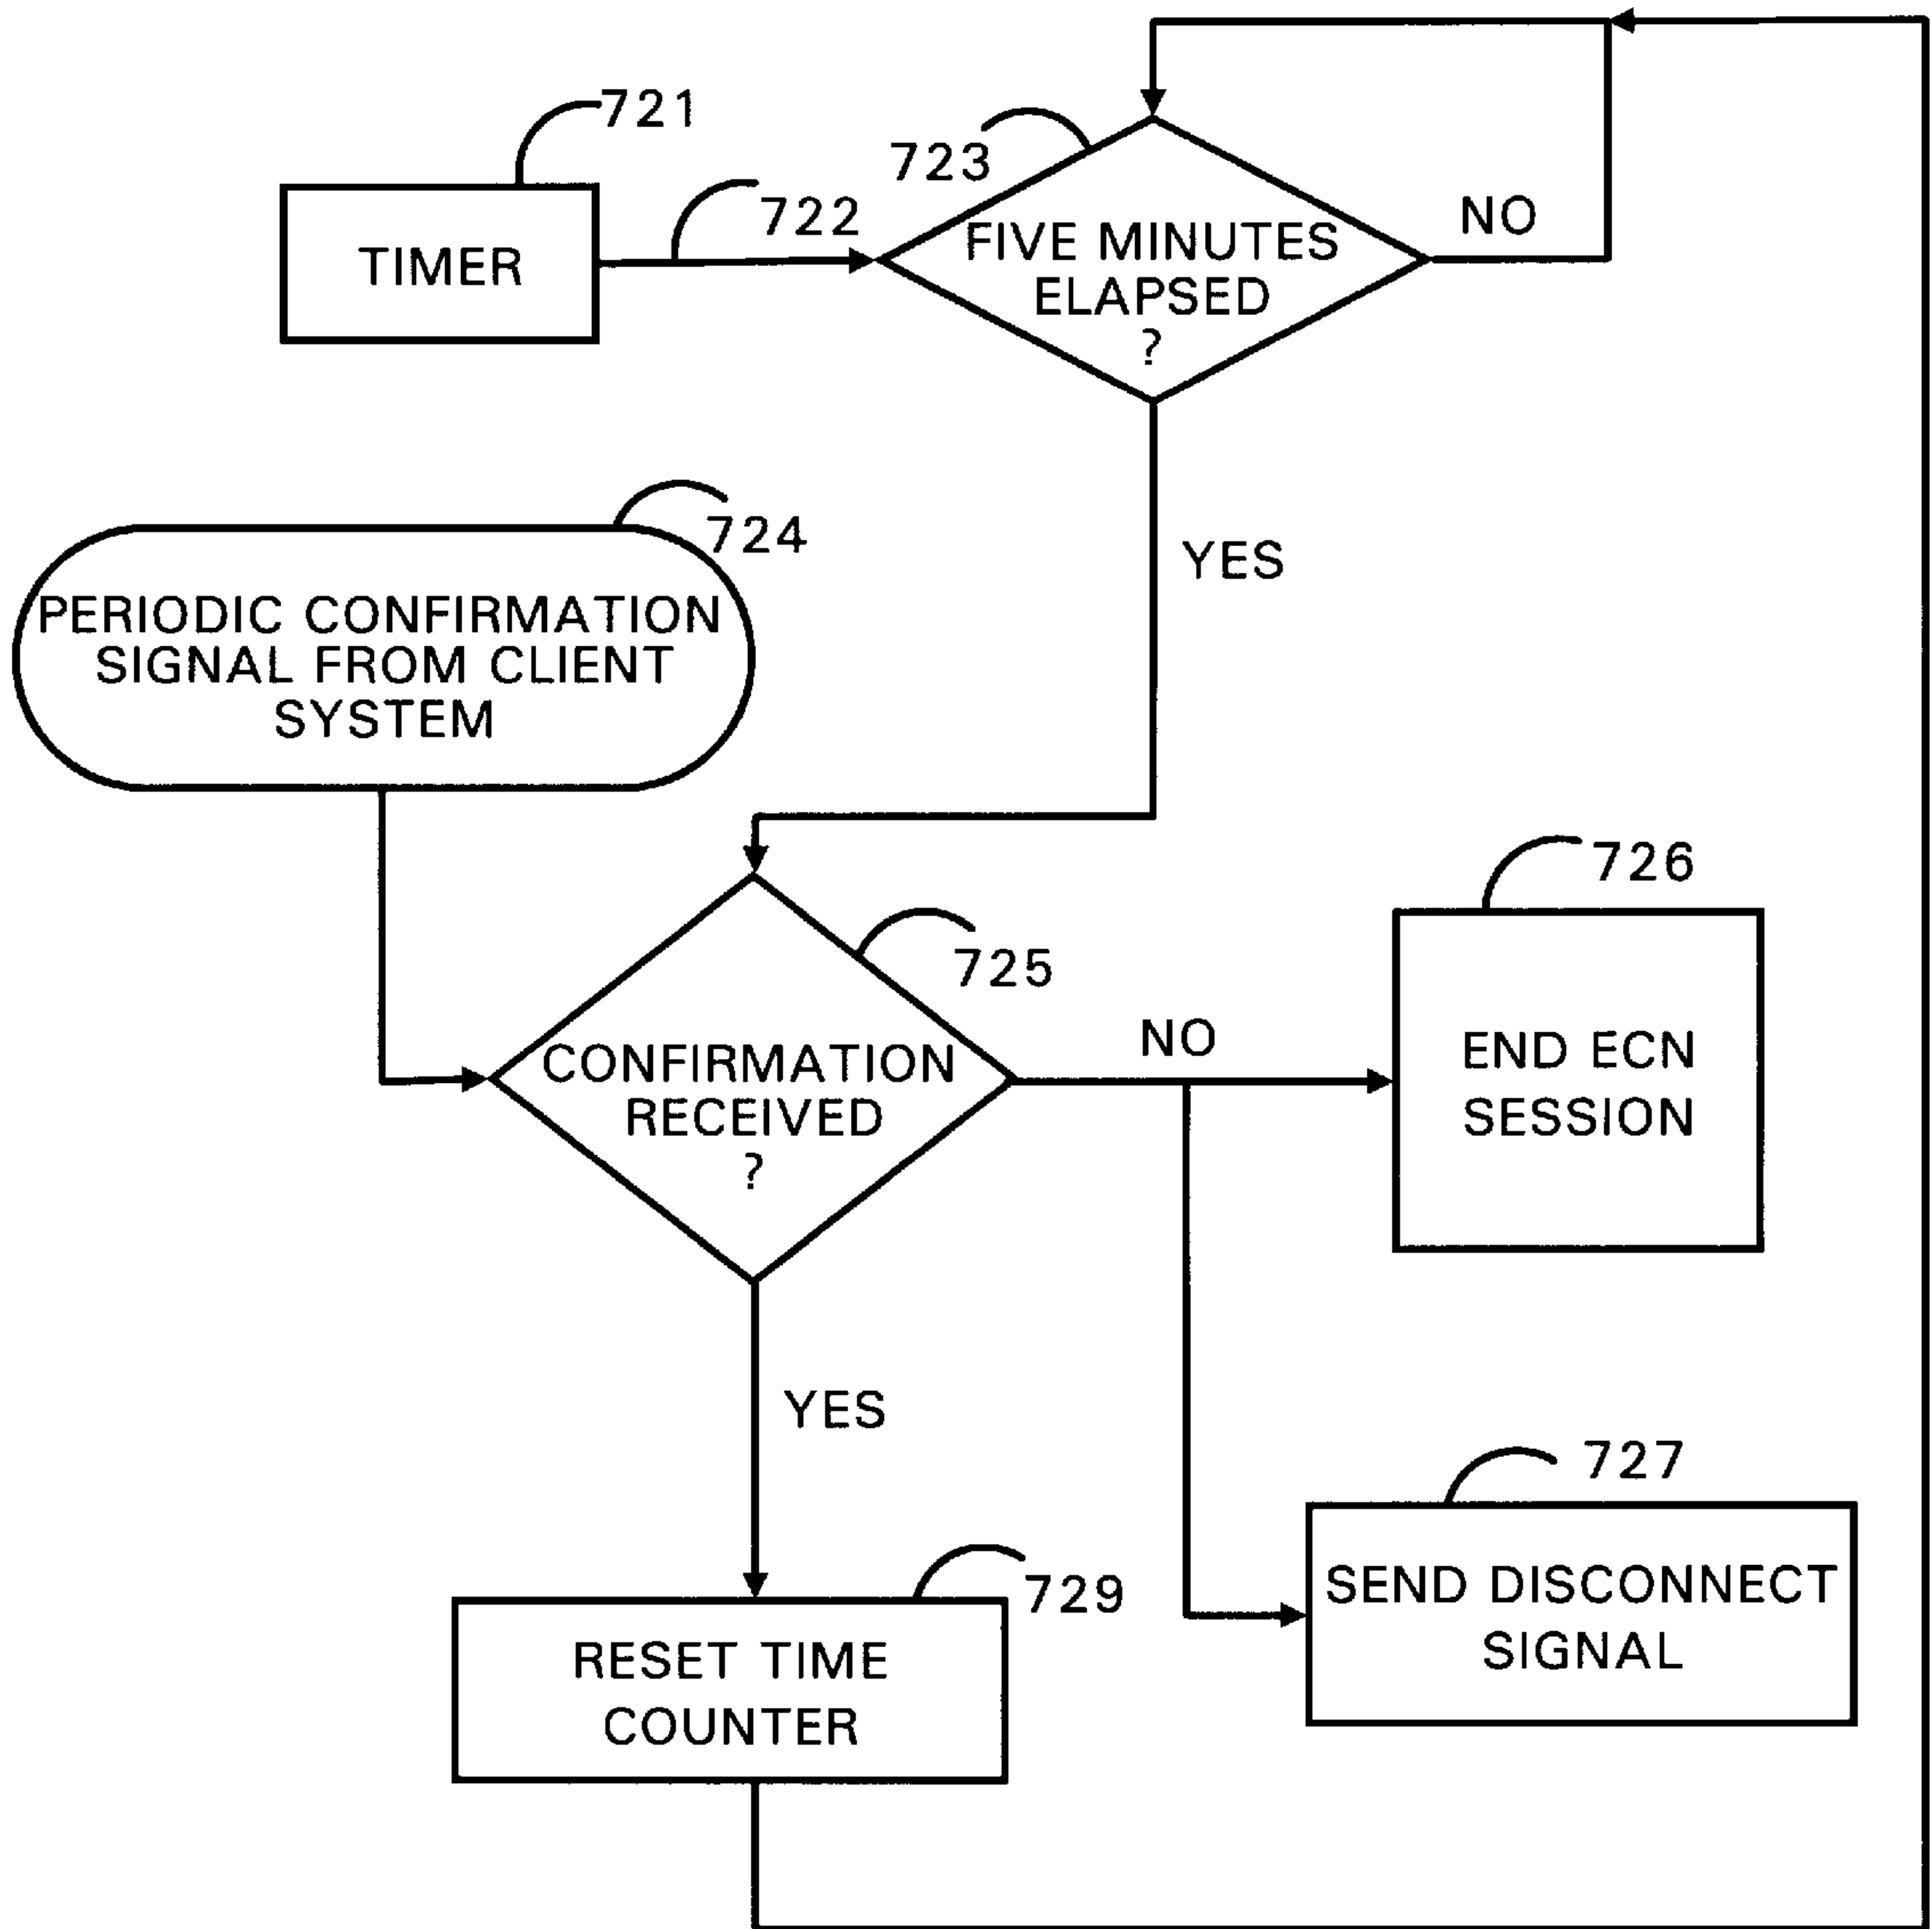 721
722
TIMER
723
FIVE MINUTES
ELAPSED
?
NO
YES
724
PERIODIC CONFIRMATION
SIGNAL FROM CLIENT
SYSTEM
725
CONFIRMATION
RECEIVED
?
NO
726
END ECN
SESSION
YES
727
SEND DISCONNECT
SIGNAL
729
RESET TIME
COUNTER